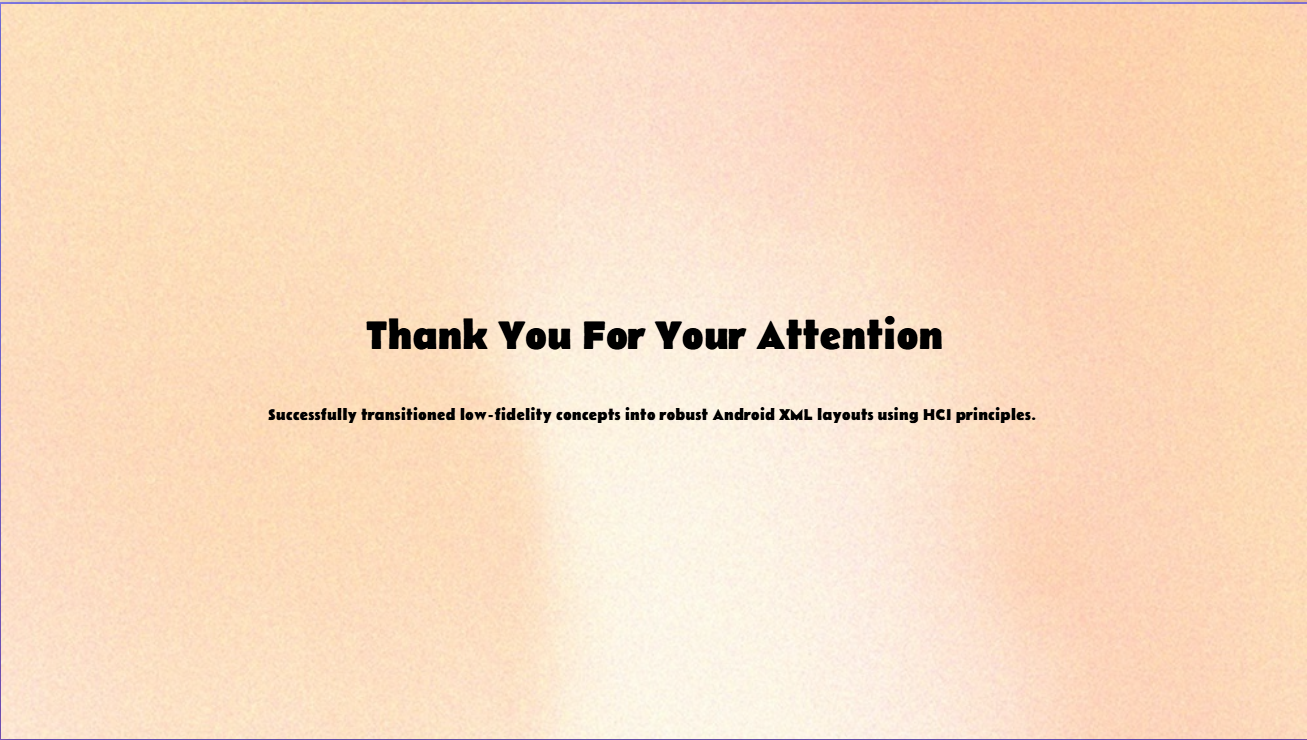 Thank You For Your Attention
Successfully transitioned low-fidelity concepts into robust Android XML layouts using HCI principles.